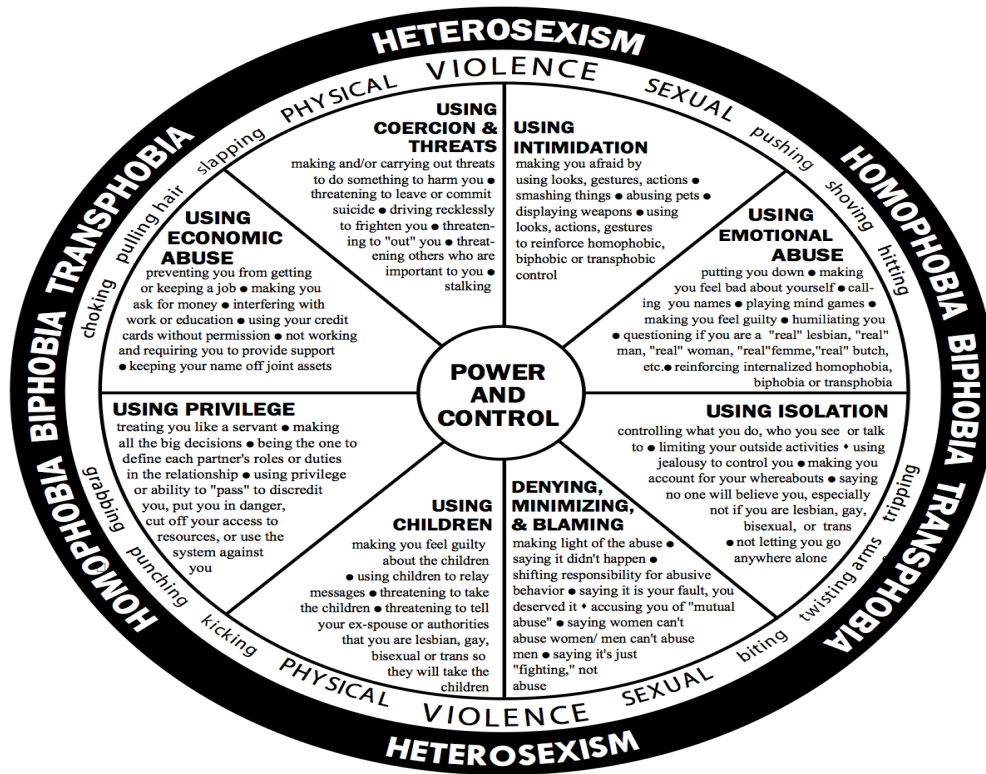 HETEROSEXISM
HOMOPHOBIA BIPHOBIA TRANSPHOBIA
HETEROSEXISM
HOMOPHOBIA BIPHOBIA TRANSPHOBIA
PHYSICAL VIOLENCE SEXUAL
pushing shoving hitting
tripping
twisting arms
biting
PHYSICAL VIOLENCE SEXUAL
kicking
punching
grabbing
choking pulling hair slapping
USING
COERCION &
THREATS
making and/or carrying out threats
to do something to harm you ●
threatening to leave or commit
suicide ● driving recklessly
to frighten you ● threaten-
ing to "out" you ● threat-
ening others who are
important to you ●
stalking
USING
INTIMIDATION
making you afraid by
using looks, gestures, actions ●
smashing things ● abusing pets ●
displaying weapons ● using
looks, actions, gestures
to reinforce homophobic,
biphobic or transphobic
control
USING
EMOTIONAL
ABUSE
putting you down ● making
you feel bad about yourself ● call-
ing you names ● playing mind games ●
making you feel guilty ● humiliating you
● questioning if you are a "real" lesbian, "real"
man, "real" woman, "real"femme,"real" butch,
etc.● reinforcing internalized homophobia,
biphobia or transphobia
USING ISOLATION
controlling what you do, who you see or talk
to ● limiting your outside activities ♦ using
jealousy to control you ● making you
account for your whereabouts ● saying
no one will believe you, especially
not if you are lesbian, gay,
bisexual, or trans
● not letting you go
anywhere alone
DENYING,
MINIMIZING,
& BLAMING
making light of the abuse ●
saying it didn't happen ●
shifting responsibility for abusive
behavior ● saying it is your fault, you
deserved it ♦ accusing you of "mutual
abuse" ● saying women can't
abuse women/ men can't abuse
men ● saying it's just
"fighting," not
abuse
USING
CHILDREN
making you feel guilty
about the children
● using children to relay
messages ● threatening to take
the children ● threatening to tell
your ex-spouse or authorities
that you are lesbian, gay,
bisexual or trans so
they will take the
children
USING PRIVILEGE
treating you like a servant ● making
all the big decisions ● being the one to
define each partner's roles or duties
in the relationship ● using privilege
or ability to "pass" to discredit
you, put you in danger,
cut off your access to
resources, or use the
system against
you
USING
ECONOMIC
ABUSE
preventing you from getting
or keeping a job ● making you
ask for money ● interfering with
work or education ● using your credit
cards without permission ● not working
and requiring you to provide support
● keeping your name off joint assets
POWER
AND
CONTROL